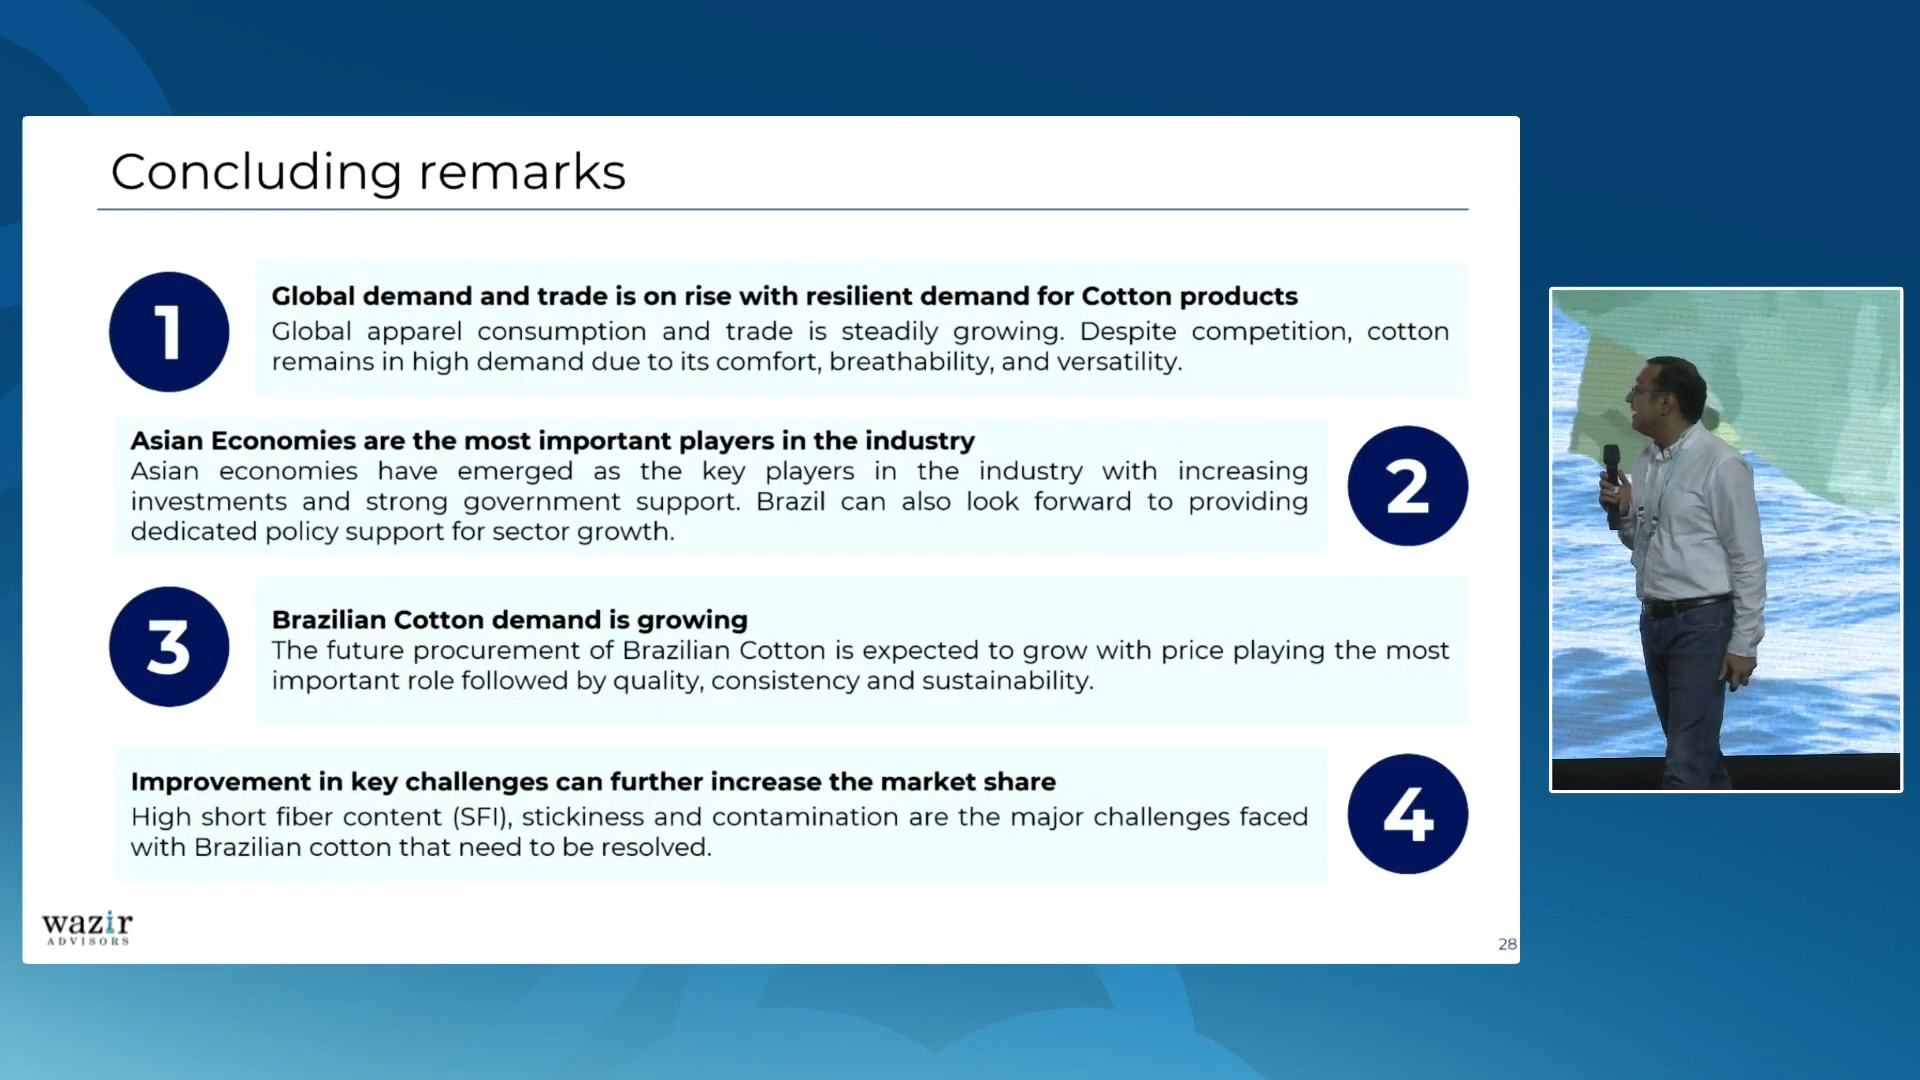 Concluding remarks
1
Global demand and trade is on rise with resilient demand for Cotton products
Global apparel consumption and trade is steadily growing. Despite competition, cotton
remains in high demand due to its comfort, breathability, and versatility.
Asian Economies are the most important players in the industry
Asian economies have emerged as the key players in the industry with increasing
investments and strong government support. Brazil can also look forward to providing
dedicated policy support for sector growth.
2
3
Brazilian Cotton demand is growing
The future procurement of Brazilian Cotton is expected to grow with price playing the most
important role followed by quality, consistency and sustainability.
Improvement in key challenges can further increase the market share
High short fiber content (SFI), stickiness and contamination are the major challenges faced
with Brazilian cotton that need to be resolved.
4
wazir
ADVISORS
28